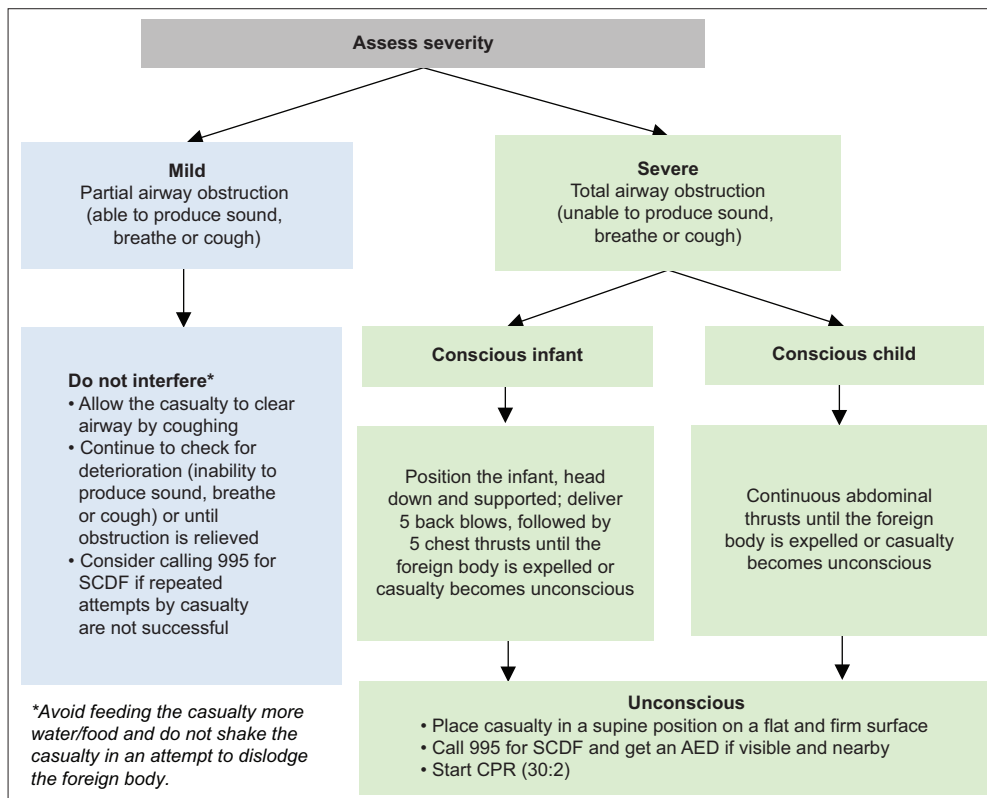 Assess severity
Mild
Partial airway obstruction
(able to produce sound,
breathe or cough)
Severe
Total airway obstruction
(unable to produce sound,
breathe or cough)
Do not interfere*
• Allow the casualty to clear
airway by coughing
• Continue to check for
deterioration (inability to
produce sound, breathe
or cough) or until
obstruction is relieved
• Consider calling 995 for
SCDF if repeated
attempts by casualty
are not successful
Conscious infant
Conscious child
Position the infant, head
down and supported; deliver
5 back blows, followed by
5 chest thrusts until the
foreign body is expelled or
casualty becomes unconscious
Continuous abdominal
thrusts until the foreign
body is expelled or casualty
becomes unconscious
*Avoid feeding the casualty more
water/food and do not shake the
casualty in an attempt to dislodge
the foreign body.
Unconscious
• Place casualty in a supine position on a flat and firm surface
• Call 995 for SCDF and get an AED if visible and nearby
• Start CPR (30:2)